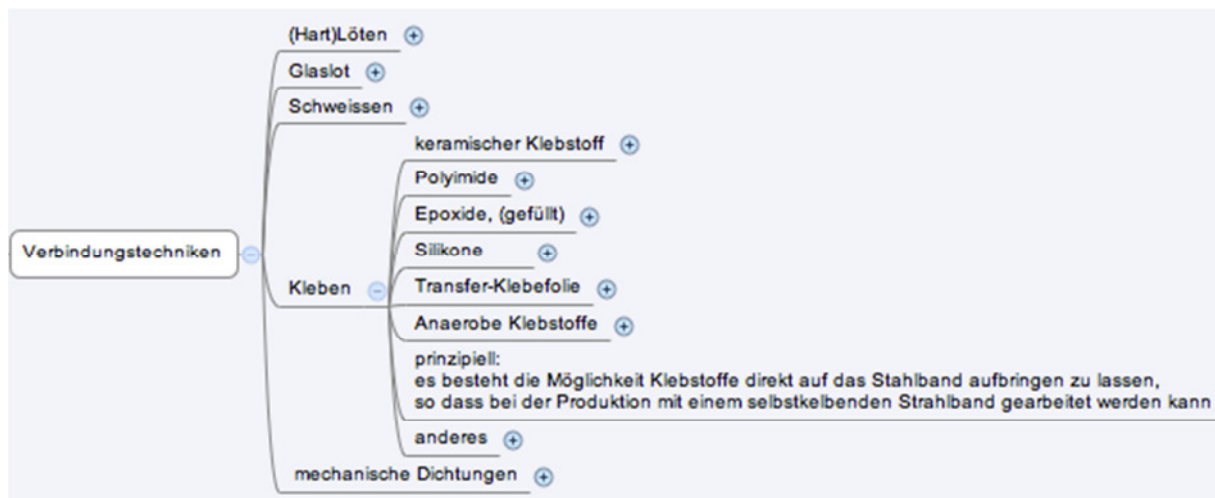 (Hart)Löten
Glaslot
Schweissen
keramischer Klebstoff
Polyimide
Epoxide, (gefüllt)
Verbindungstechniken
Silikone
Kleben
Transfer-Klebefolie
Anaerobe Klebstoffe
prinzipiell:
es besteht die Möglichkeit Klebstoffe direkt auf das Stahlband aufbringen zu lassen,
so dass bei der Produktion mit einem selbstkelbenden Strahlband gearbeitet werden kann
anderes
mechanische Dichtungen